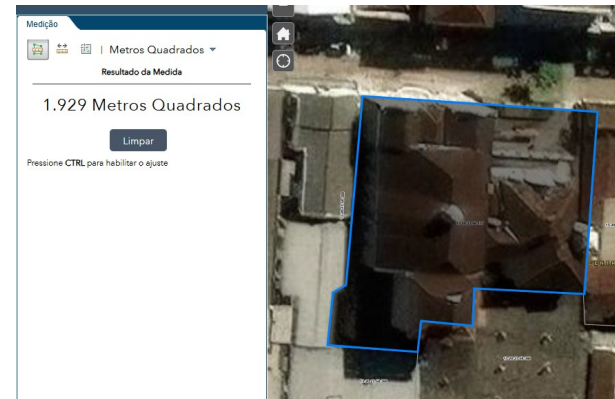 Medição
| Metros Quadrados
Resultado da Medida
1.929 Metros Quadrados
Limpar
Pressione CTRL para habilitar o ajuste